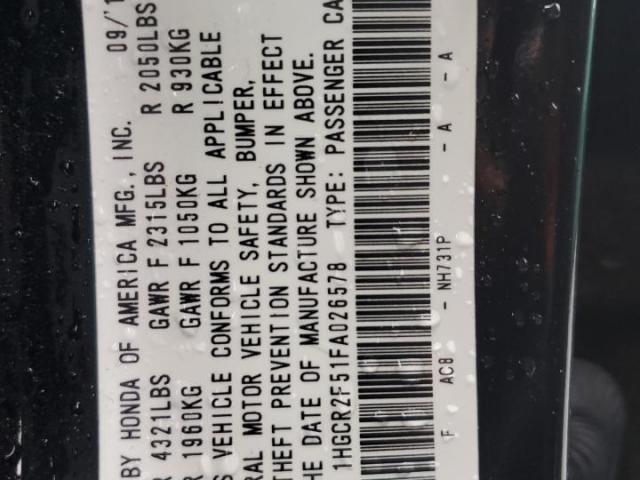 BY HONDA OF AMERICA MFG., INC. 09/1
4321LBS GAWR F 2315LBS R 2050LBS
1960KG GAWR F 1050KG R 930KG
VEHICLE CONFORMS TO ALL APPLICABLE
RAL MOTOR VEHICLE SAFETY, BUMPER,
THEFT PREVENTION STANDARDS IN EFFECT
HE DATE OF MANUFACTURE SHOWN ABOVE.
1HGCR2F51FA026578 TYPE: PASSENGER CA
F AC8 - NH731P - A - A